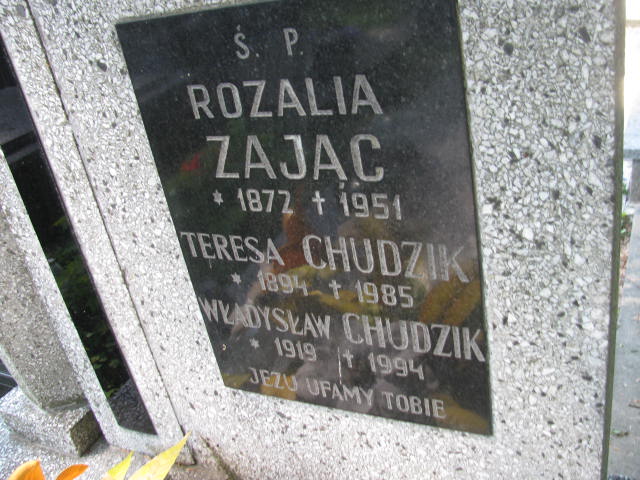 Ś. P.
ROZALIA
ZAJĄC
* 1872 † 1951
TERESA CHUDZIK
* 1894 † 1985
WŁADYSŁAW CHUDZIK
* 1919 † 1994
JEZU UFAMY TOBIE